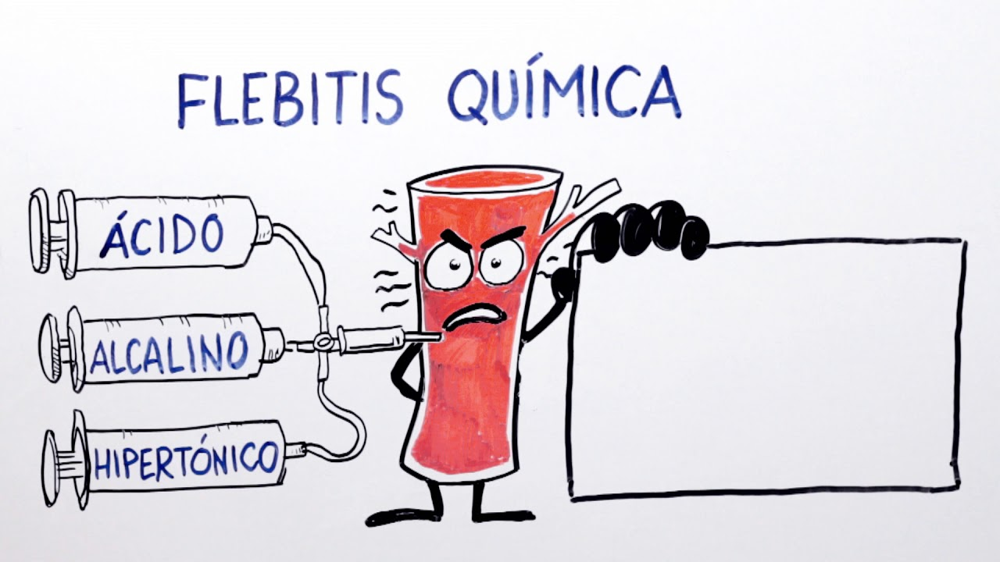 FLEBITIS QUÍMICA
ÁCIDO
ALCALINO
HIPERTÓNICO